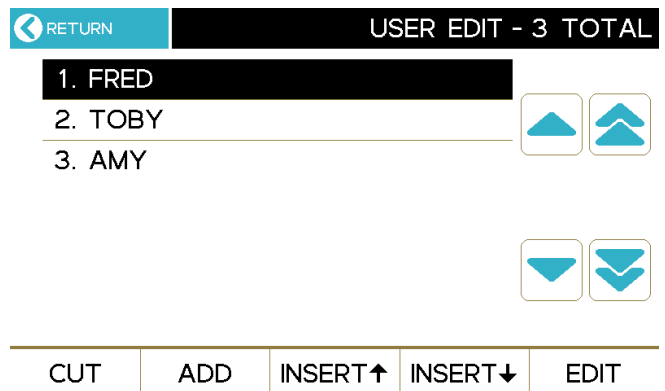 RETURN
USER EDIT - 3 TOTAL
1. FRED
2. TOBY
3. AMY
CUT ADD INSERT↑ INSERT↓ EDIT